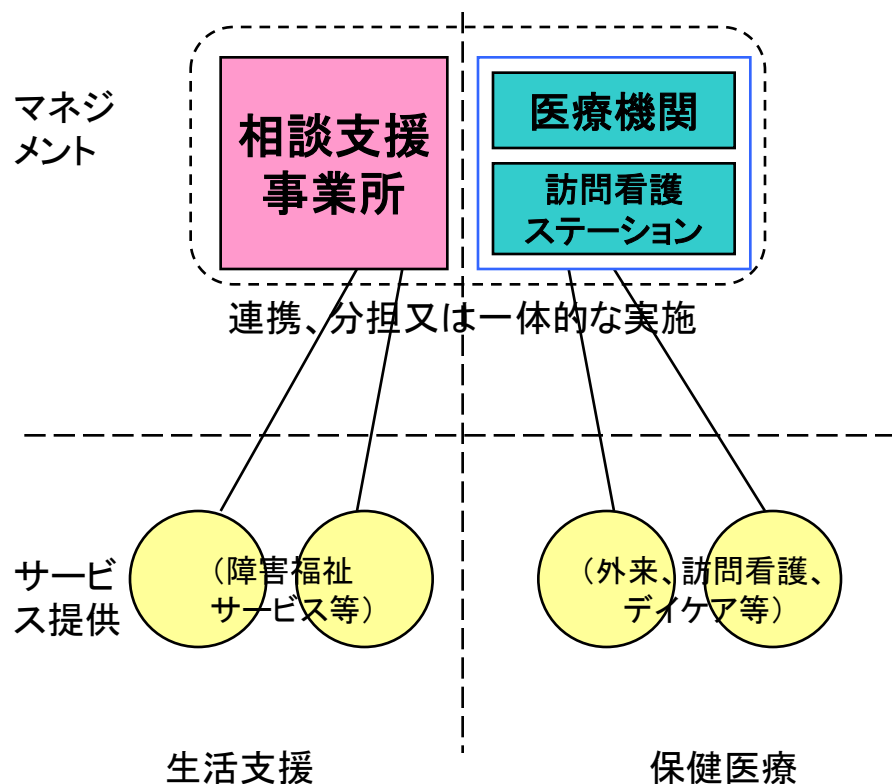 マネジ
メント
相談支援
事業所
医療機関
訪問看護
ステーション
連携、分担又は一体的な実施
サービ
ス提供
（障害福祉
サービス等）
（外来、訪問看護、
デイケア等）
生活支援
保健医療